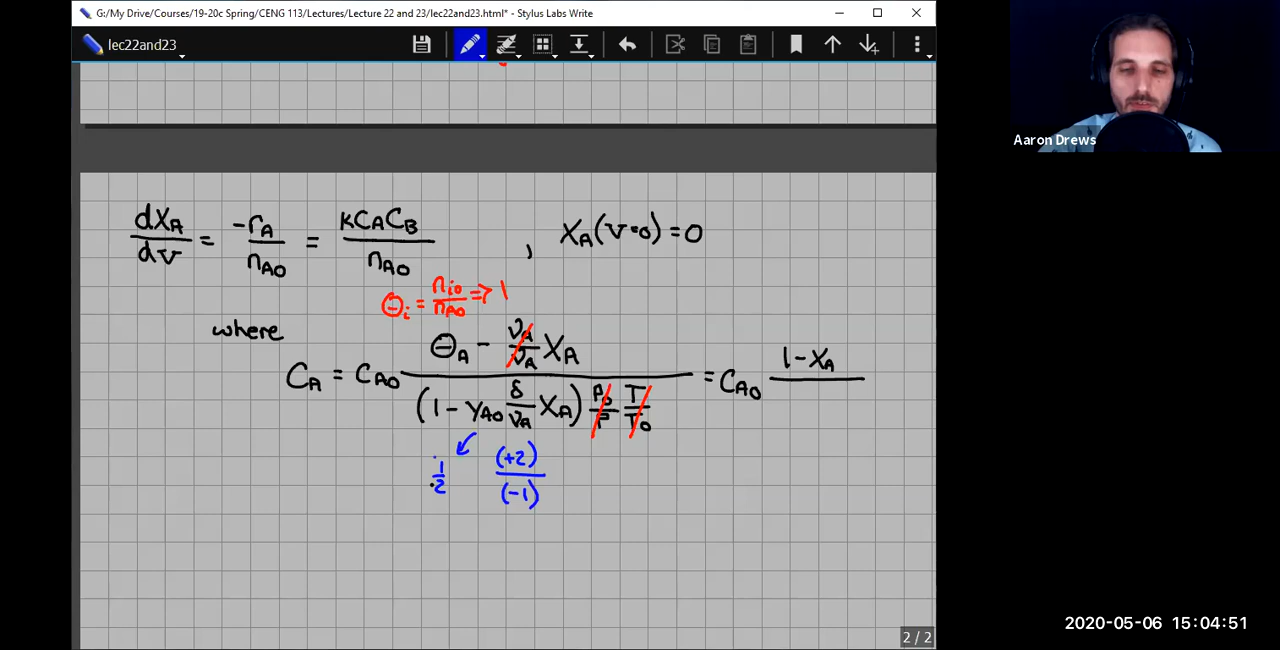 G:/My Drive/Courses/19-20c Spring/CENG 113/Lectures/Lecture 22 and 23/lec22and23.html* - Stylus Labs Write
lec22and23
Aaron Drews
dX_A/dV = -r_A/n_A0 = kC_AC_B/n_A0 , X_A(V=0)=0
Θ_i = n_i0/n_A0 => 1
where
C_A = C_A0 (Θ_A - ν_A/ν_A X_A)/((1 - y_A0 δ/ν_A X_A) P_0/P T/T_0) = C_A0 (1-X_A)/
1/2 (+2)/(-1)
2 / 2
2020-05-06 15:04:51